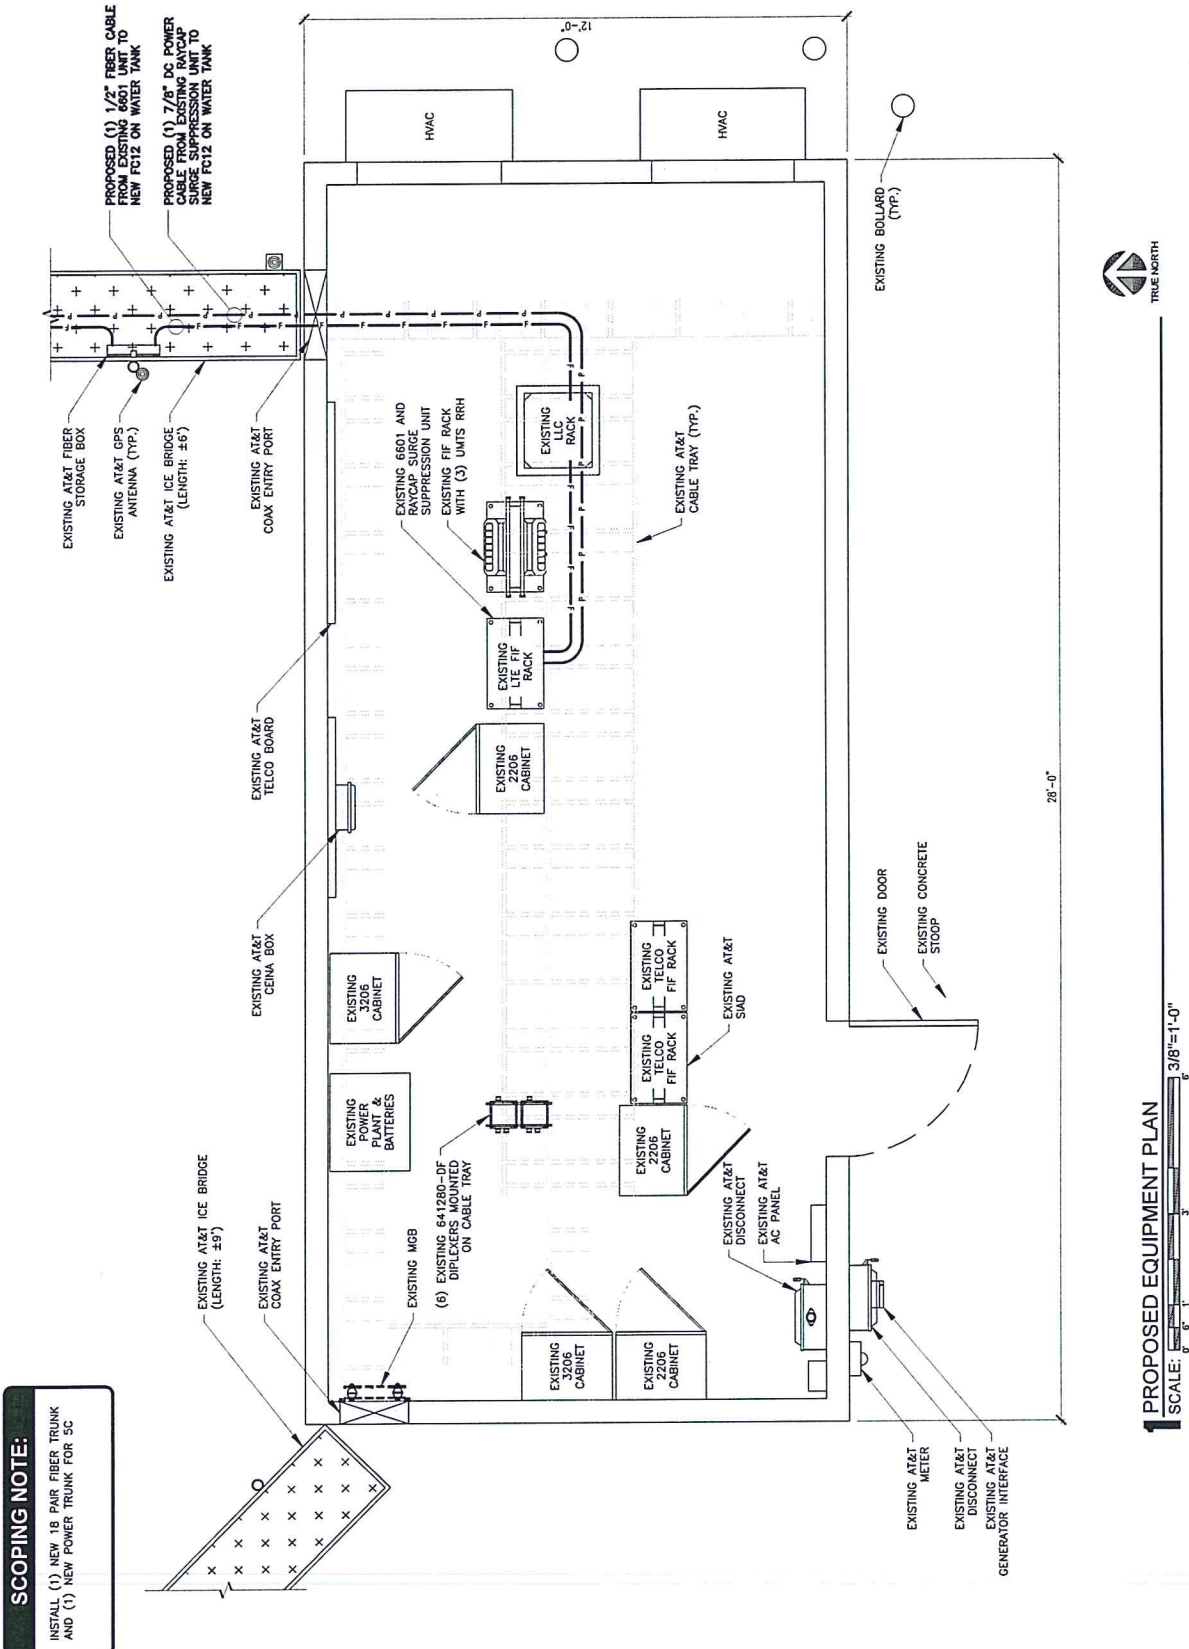 SCOPING NOTE:
INSTALL (1) NEW 18 PAIR FIBER TRUNK
AND (1) NEW POWER TRUNK FOR 5C
EXISTING AT&T ICE BRIDGE
(LENGTH: ±9')
EXISTING AT&T
COAX ENTRY PORT
EXISTING MGB
(6) EXISTING 641280-DF
DIPLEXERS MOUNTED
ON CABLE TRAY
EXISTING AT&T
CEINA BOX
EXISTING AT&T
TELCO BOARD
EXISTING AT&T FIBER
STORAGE BOX
EXISTING AT&T GPS
ANTENNA (TYP.)
EXISTING AT&T ICE BRIDGE
(LENGTH: ±6')
EXISTING AT&T
COAX ENTRY PORT
PROPOSED (1) 1/2" FIBER CABLE
FROM EXISTING 6601 UNIT TO
NEW FC12 ON WATER TANK
PROPOSED (1) 7/8" DC POWER
CABLE FROM EXISTING RAYCAP
SURGE SUPPRESSION UNIT TO
NEW FC12 ON WATER TANK
EXISTING
POWER
PLANT &
BATTERIES
EXISTING
3206
CABINET
EXISTING
2206
CABINET
EXISTING
LTE FIF
RACK
EXISTING 6601 AND
RAYCAP SURGE
SUPPRESSION UNIT
EXISTING FIF RACK
WITH (3) UMTS RRH
EXISTING
LLC
RACK
HVAC
HVAC
12'-0"
EXISTING AT&T
CABLE TRAY (TYP.)
EXISTING
3206
CABINET
EXISTING
2206
CABINET
EXISTING
2206
CABINET
EXISTING
TELCO
FIF RACK
EXISTING
TELCO
FIF RACK
EXISTING AT&T
SIAD
EXISTING AT&T
DISCONNECT
EXISTING AT&T
AC PANEL
EXISTING AT&T
METER
EXISTING AT&T
DISCONNECT
EXISTING AT&T
GENERATOR INTERFACE
EXISTING DOOR
EXISTING CONCRETE
STOOP
EXISTING BOLLARD
(TYP.)
28'-0"
1 PROPOSED EQUIPMENT PLAN
SCALE: 3/8"=1'-0"
0' 6" 1' 3' 6'
TRUE NORTH